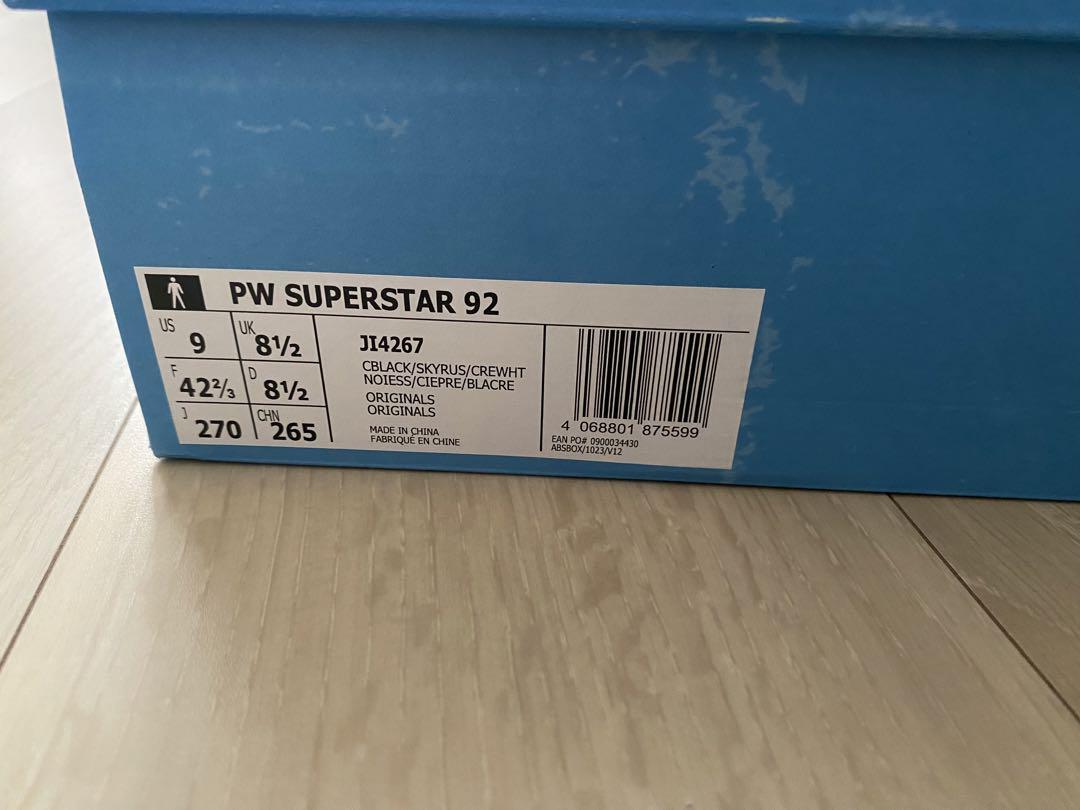 PW SUPERSTAR 92
US 9 UK 8½
F 42⅔ D 8½
J 270 CHN 265
JI4267
CBLACK/SKYRUS/CREWHT
NOIESS/CIEPRE/BLACRE
ORIGINALS
ORIGINALS
MADE IN CHINA
FABRIQUÉ EN CHINE
4 068801 875599
EAN PO# 0900034430
ABSBOX/1023/V12